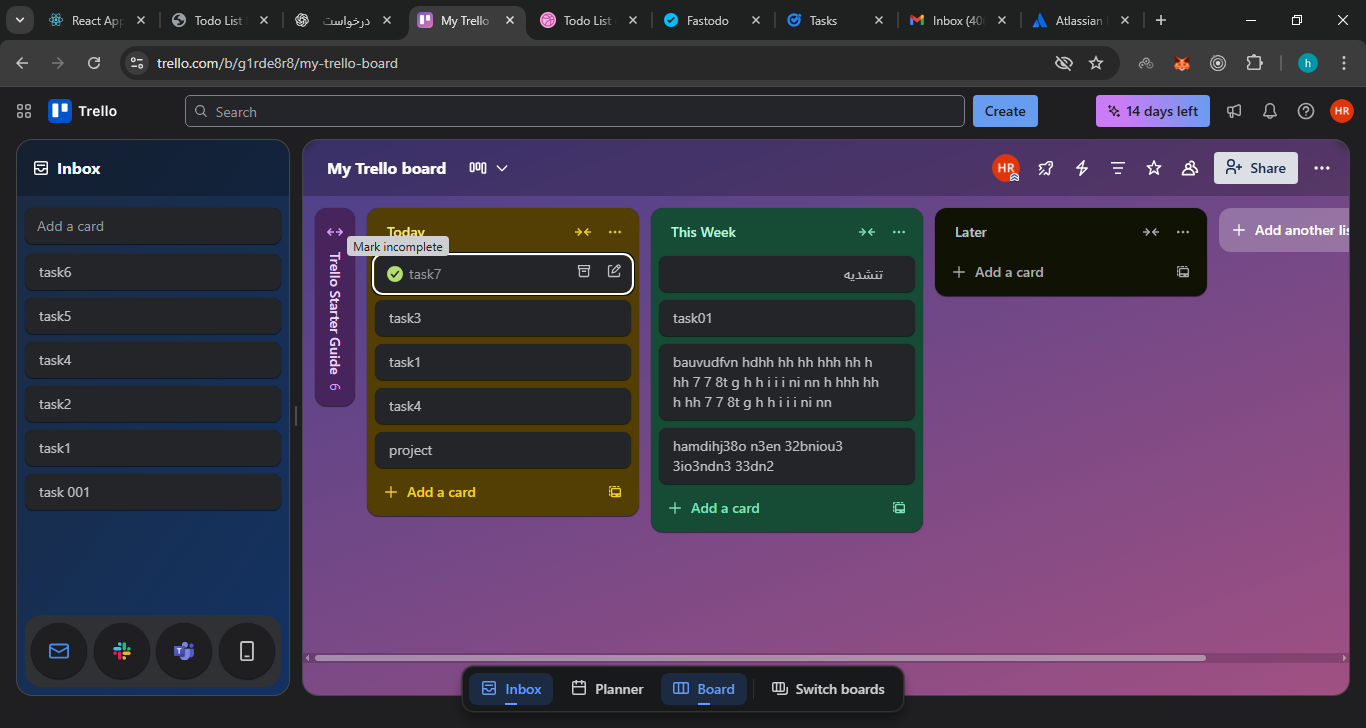 React Ap
Todo List
درخواست
My Trello
Todo List
Fastodo
Tasks
Inbox (40
Atlassian
trello.com/b/g1rde8r8/my-trello-board
h
Trello
Search
Create
14 days left
HR
Inbox
Add a card
task6
task5
task4
task2
task1
task 001
My Trello board
HR
Share
Trello Starter Guide 6
Today
Mark incomplete
task7
task3
task1
task4
project
Add a card
This Week
تنشديه
task01
bauvudfvn hdhh hh hh hhh hh h
hh 7 7 8t g h h i i i ni nn h hhh hh
h hh 7 7 8t g h h i i i ni nn
hamdihj38o n3en 32bniou3
3io3ndn3 33dn2
Add a card
Later
Add a card
Add another lis
Inbox
Planner
Board
Switch boards